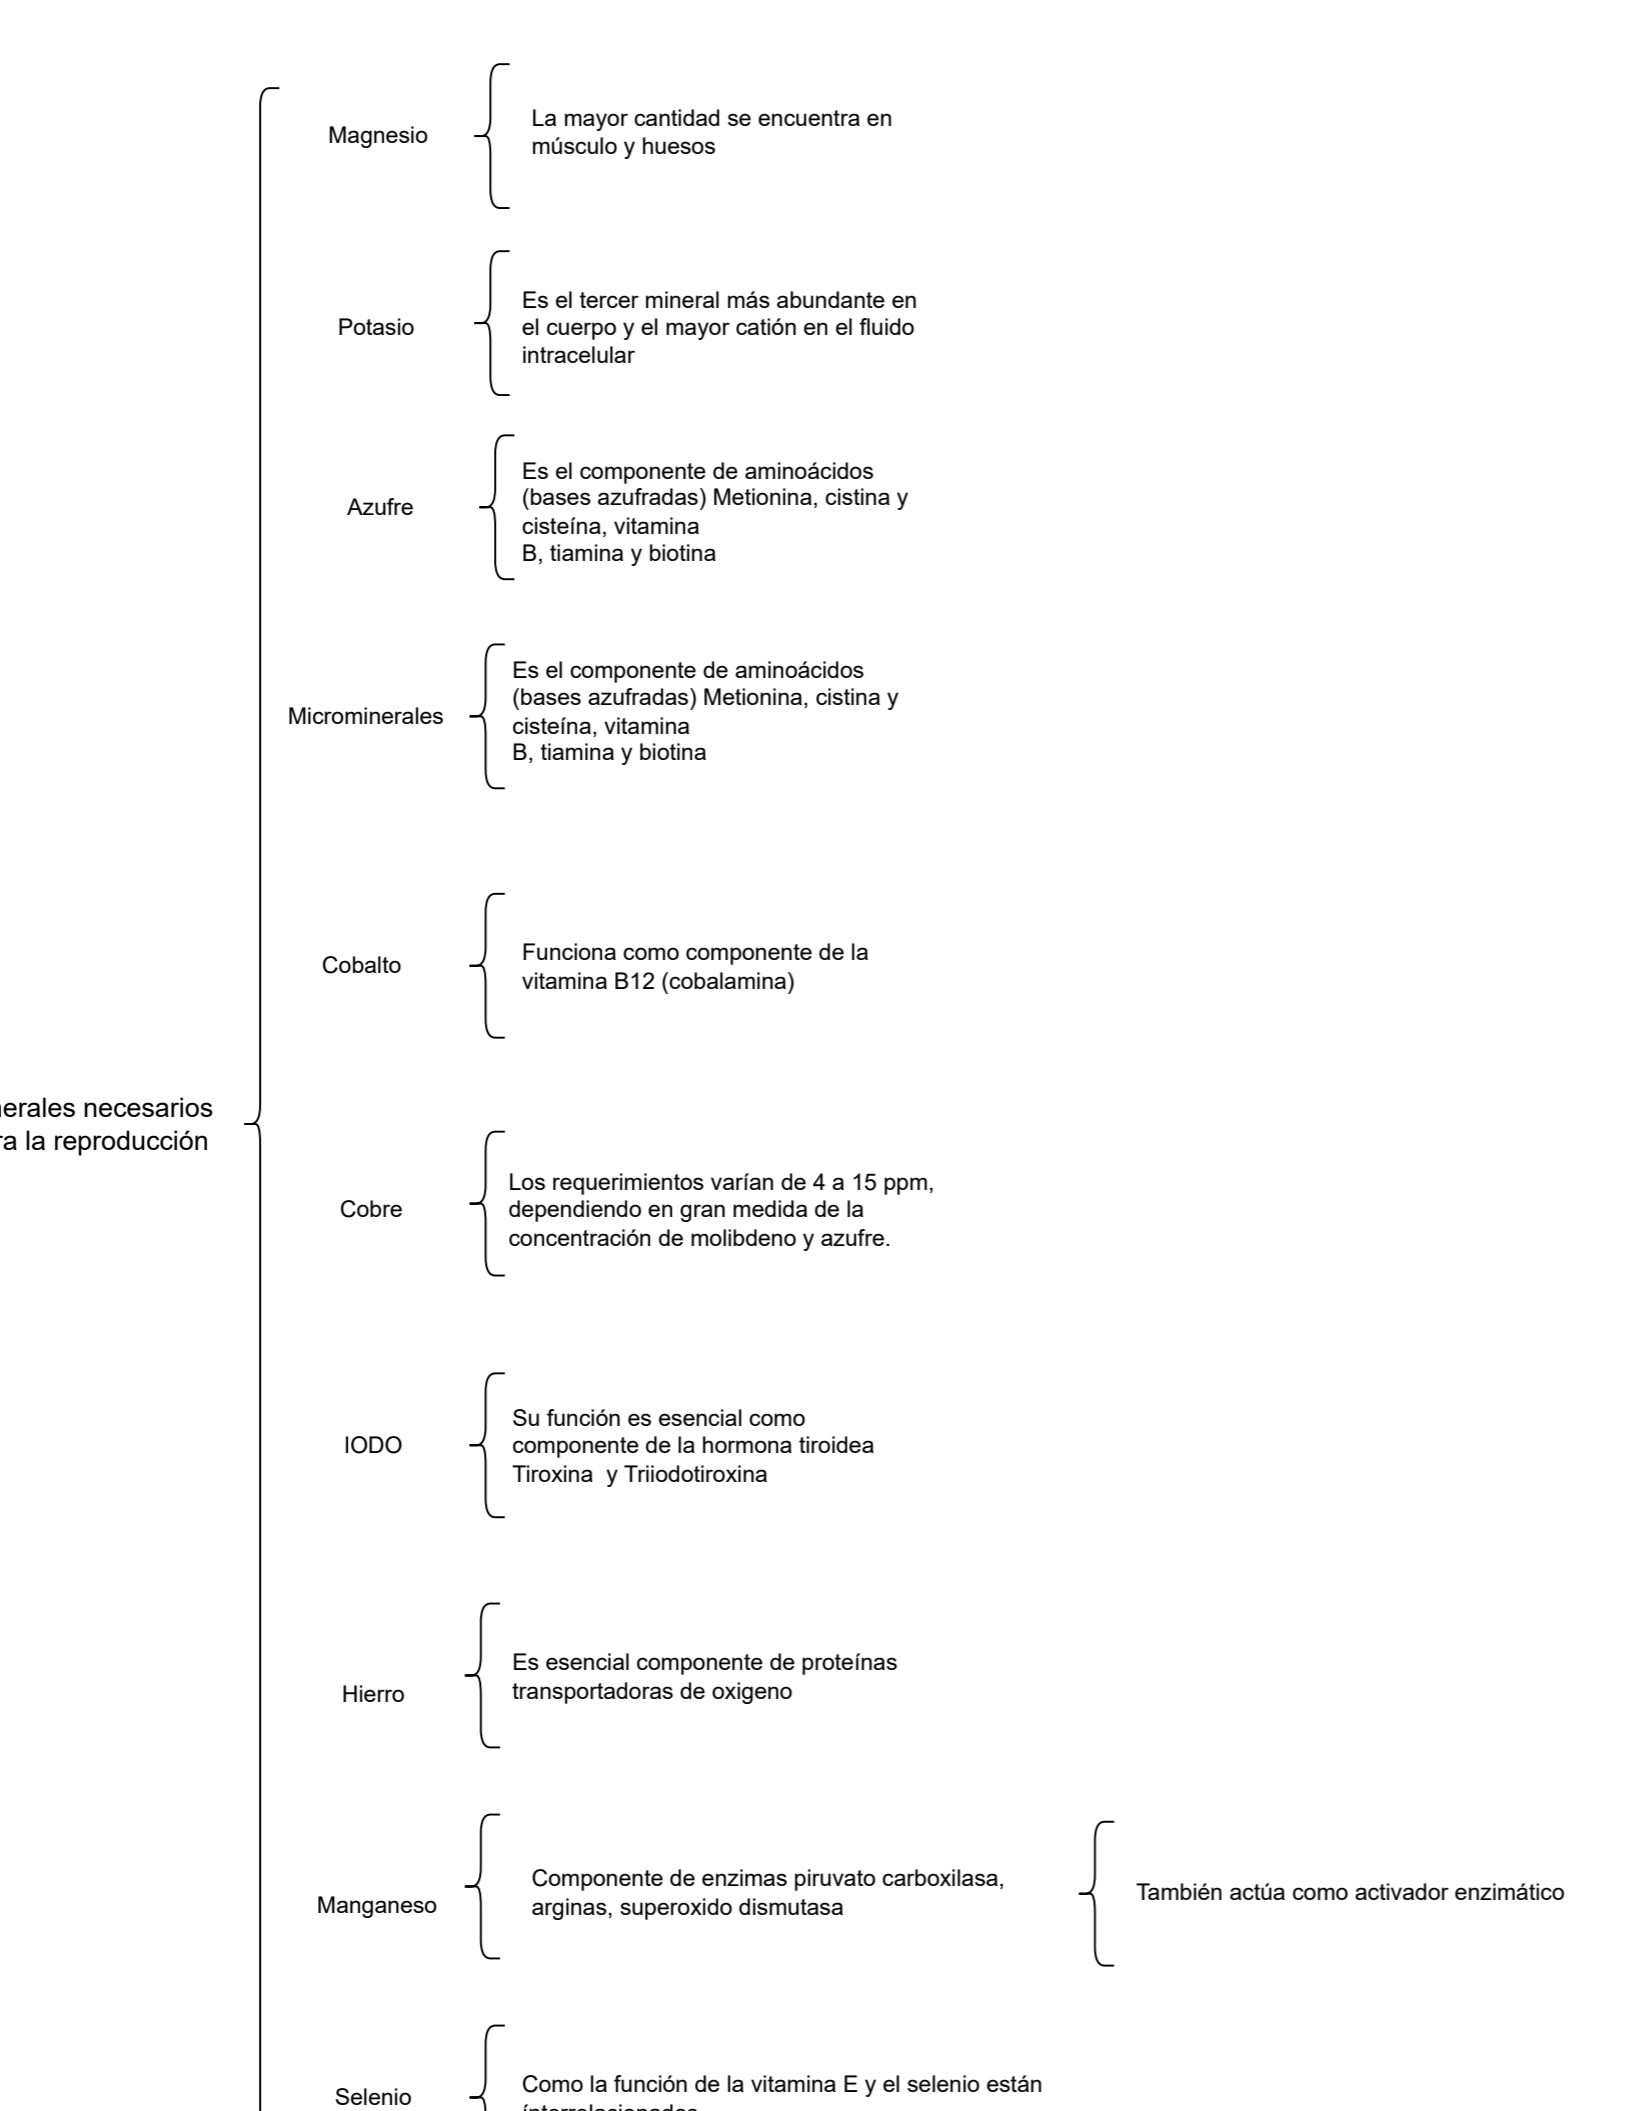 Magnesio
La mayor cantidad se encuentra en
músculo y huesos
Potasio
Es el tercer mineral más abundante en
el cuerpo y el mayor catión en el fluido
intracelular
Azufre
Es el componente de aminoácidos
(bases azufradas) Metionina, cistina y
cisteína, vitamina
B, tiamina y biotina
Microminerales
Es el componente de aminoácidos
(bases azufradas) Metionina, cistina y
cisteína, vitamina
B, tiamina y biotina
Cobalto
Funciona como componente de la
vitamina B12 (cobalamina)
necesarios
la reproducción
Cobre
Los requerimientos varían de 4 a 15 ppm,
dependiendo en gran medida de la
concentración de molibdeno y azufre.
IODO
Su función es esencial como
componente de la hormona tiroidea
Tiroxina  y Triiodotiroxina
Hierro
Es esencial componente de proteínas
transportadoras de oxigeno
Manganeso
Componente de enzimas piruvato carboxilasa,
arginas, superoxido dismutasa
También actúa como activador enzimático
Selenio
Como la función de la vitamina E y el selenio están